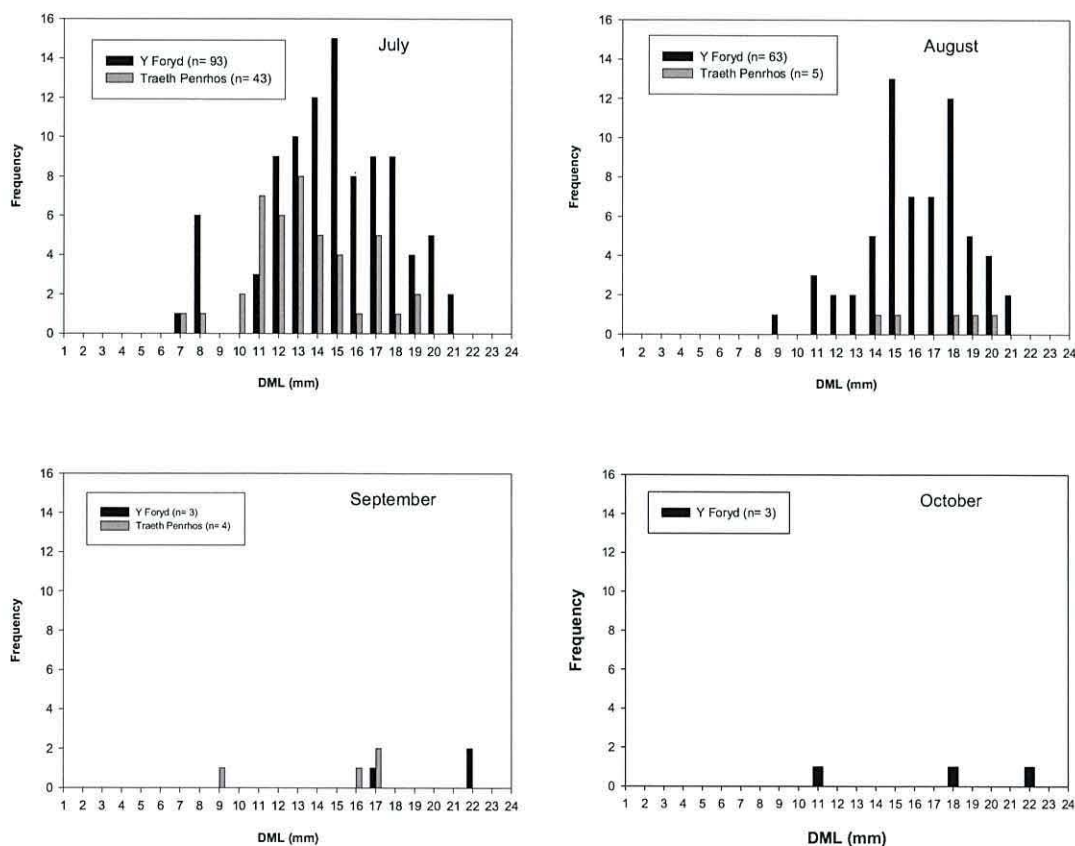 July
Y Foryd (n= 93)
Traeth Penrhos (n= 43)
Frequency
16
14
12
10
8
6
4
2
0
1 2 3 4 5 6 7 8 9 10 11 12 13 14 15 16 17 18 19 20 21 22 23 24
DML (mm)
August
Y Foryd (n= 63)
Traeth Penrhos (n= 5)
Frequency
16
14
12
10
8
6
4
2
0
1 2 3 4 5 6 7 8 9 10 11 12 13 14 15 16 17 18 19 20 21 22 23 24
DML (mm)
September
Y Foryd (n= 3)
Traeth Penrhos (n= 4)
Frequency
16
14
12
10
8
6
4
2
0
1 2 3 4 5 6 7 8 9 10 11 12 13 14 15 16 17 18 19 20 21 22 23 24
DML (mm)
October
Y Foryd (n= 3)
Frequency
16
14
12
10
8
6
4
2
0
1 2 3 4 5 6 7 8 9 10 11 12 13 14 15 16 17 18 19 20 21 22 23 24
DML (mm)